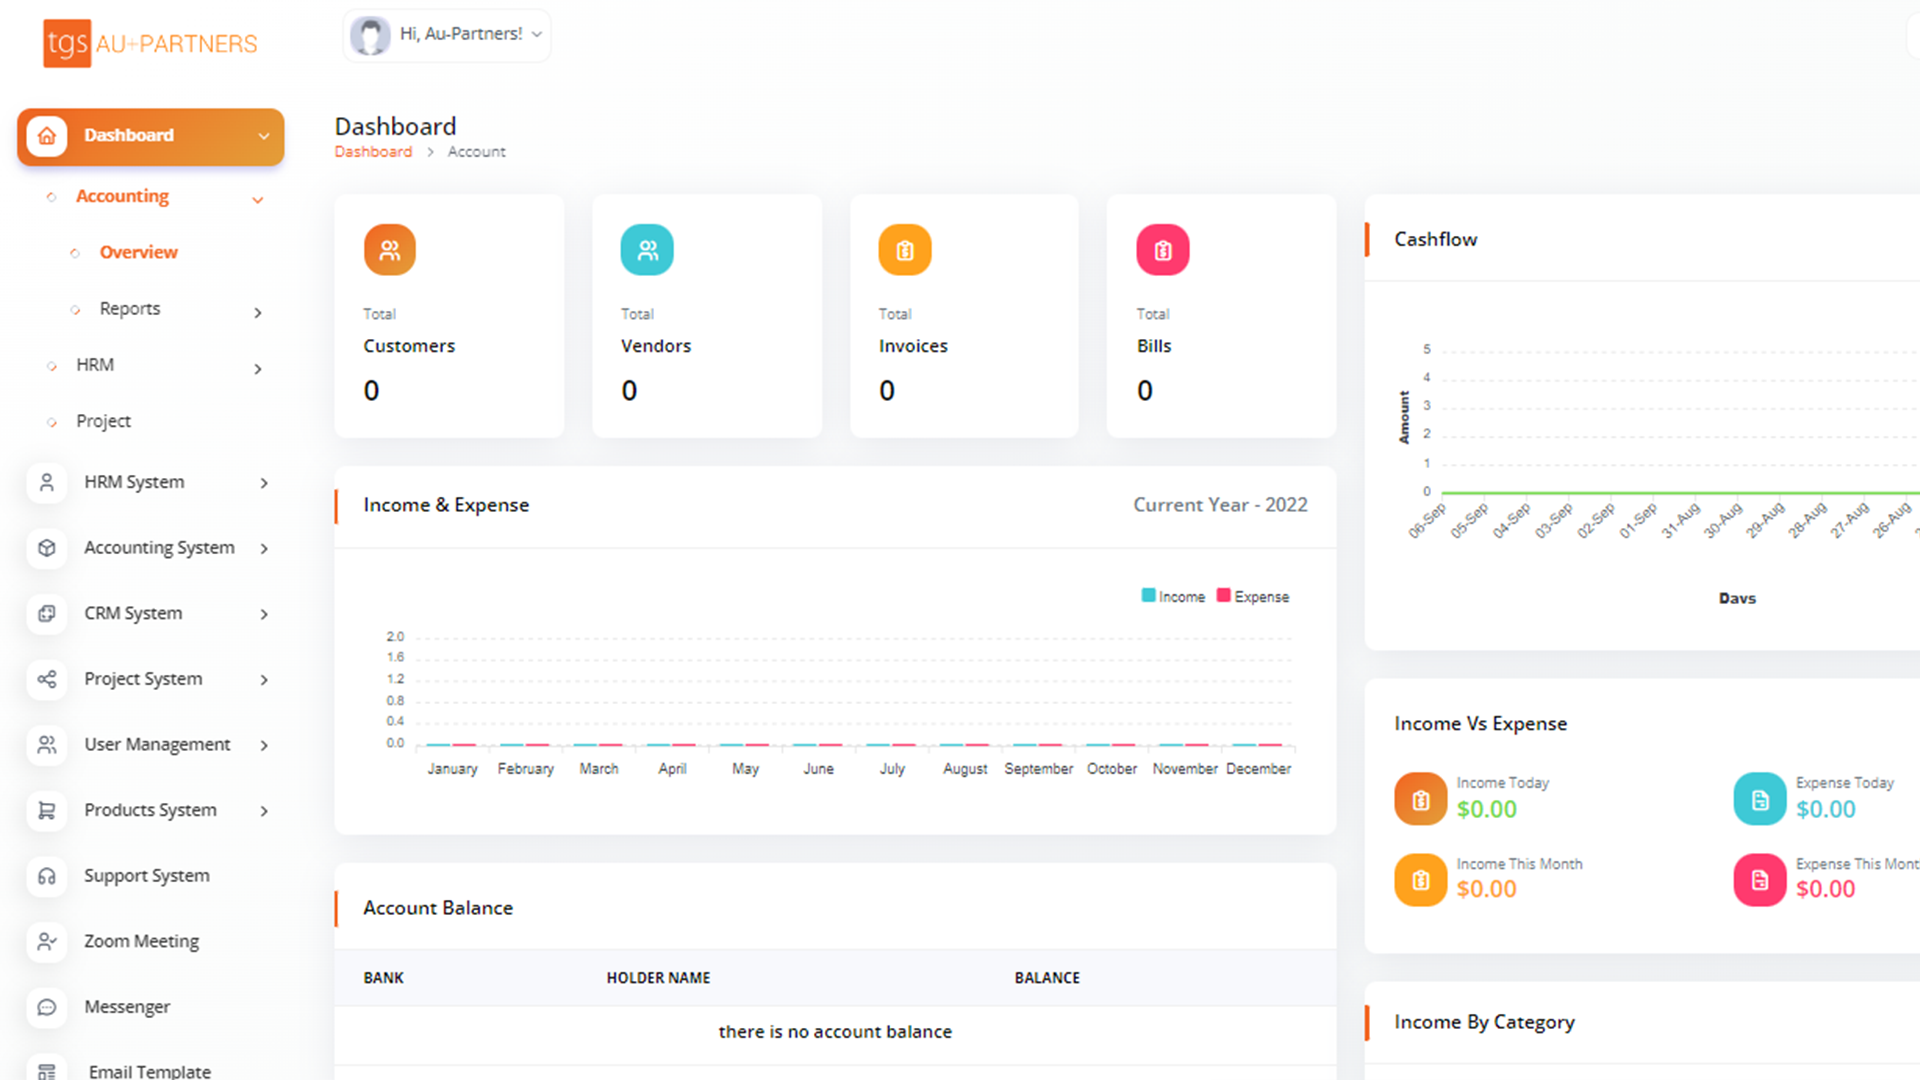 tgs AU+PARTNERS
Hi, Au-Partners!
Dashboard
Accounting
Overview
Reports
HRM
Project
HRM System
Accounting System
CRM System
Project System
User Management
Products System
Support System
Zoom Meeting
Messenger
Email Template
Dashboard
Dashboard > Account
Total
Customers
0
Total
Vendors
0
Total
Invoices
0
Total
Bills
0
Income & Expense
Current Year - 2022
Income Expense
2.0
1.6
1.2
0.8
0.4
0.0
January February March April May June July August September October November December
Account Balance
BANK HOLDER NAME BALANCE
there is no account balance
Cashflow
Amount
5
4
3
2
1
0
06-Sep 05-Sep 04-Sep 03-Sep 02-Sep 01-Sep 31-Aug 30-Aug 29-Aug 28-Aug 27-Aug 26-Aug
Days
Income Vs Expense
Income Today
$0.00
Expense Today
$0.00
Income This Month
$0.00
Expense This Mont
$0.00
Income By Category